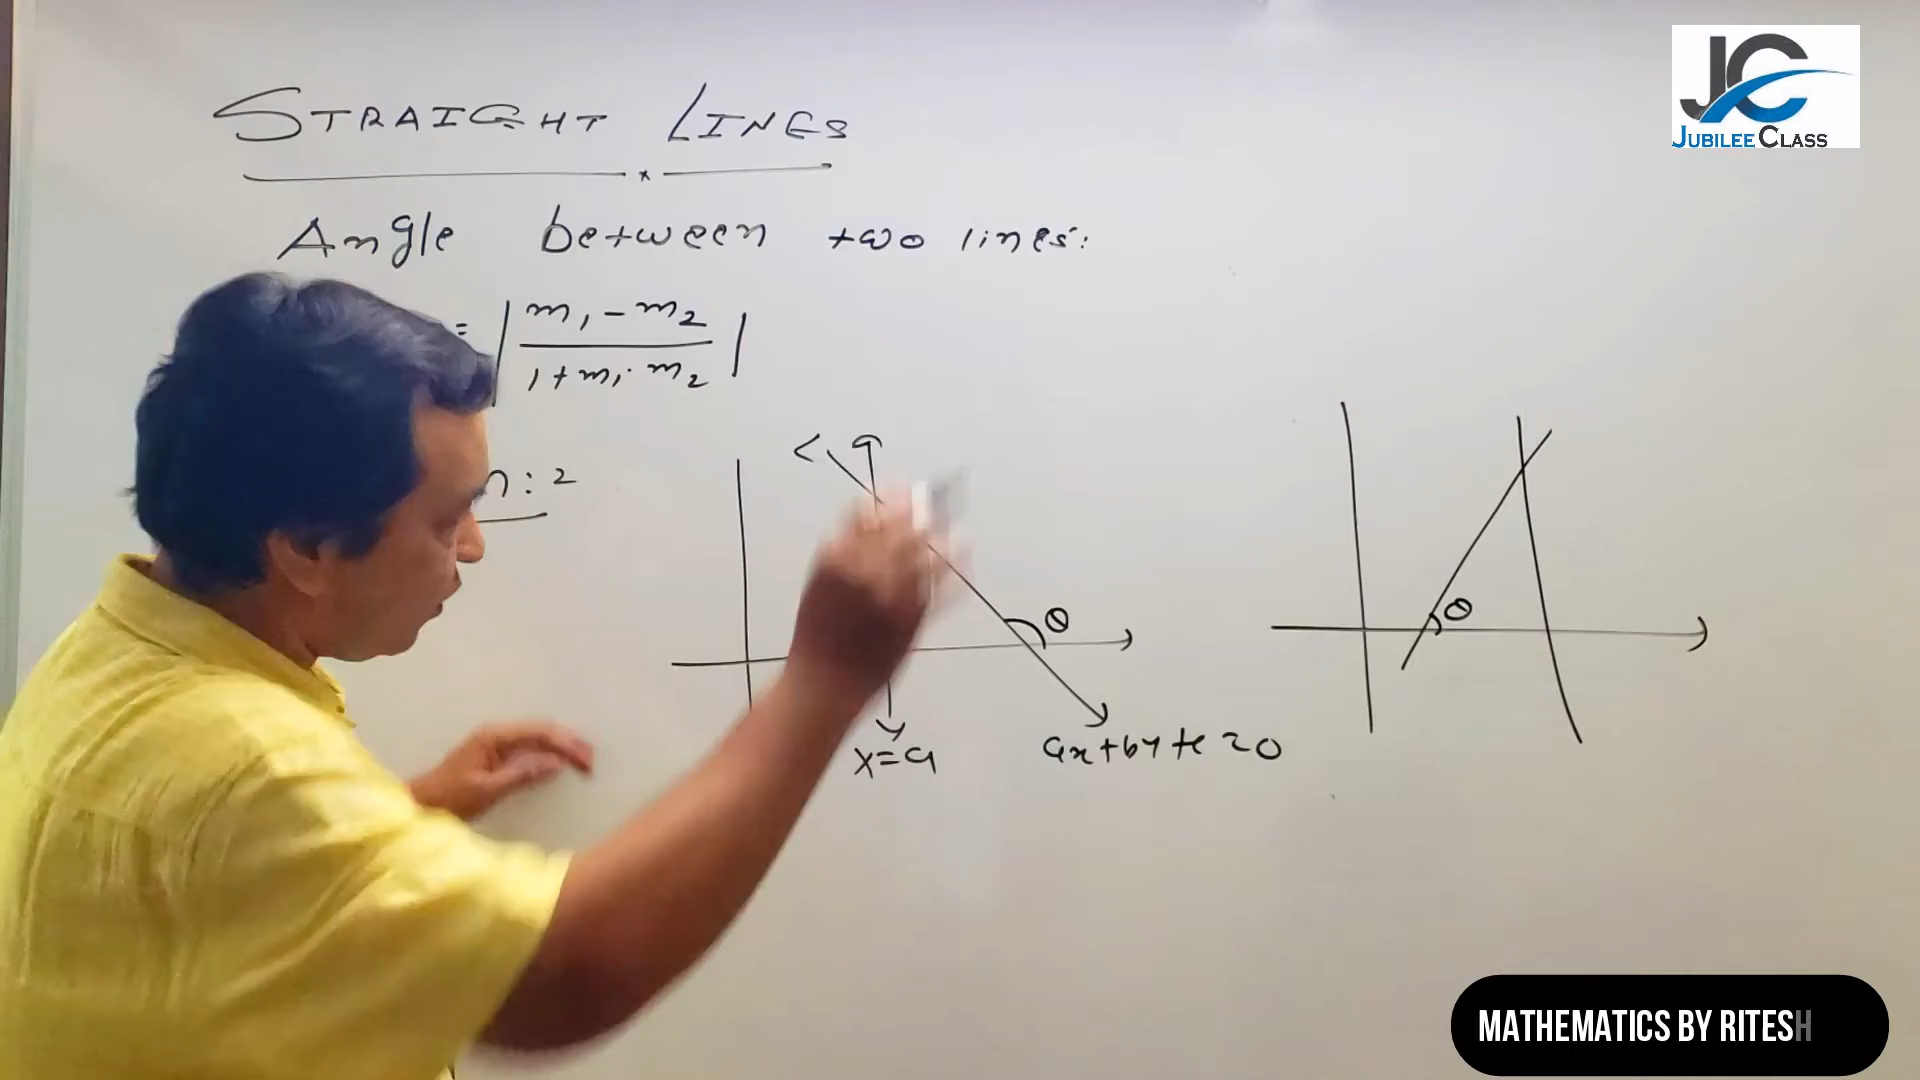 JC
JUBILEE CLASS
STRAIGHT LINES
Angle between two lines:
= | m₁ - m₂ / 1 + m₁ · m₂ |
n : 2
θ
θ
x = a
ax + by + c = 0
MATHEMATICS BY RITESH